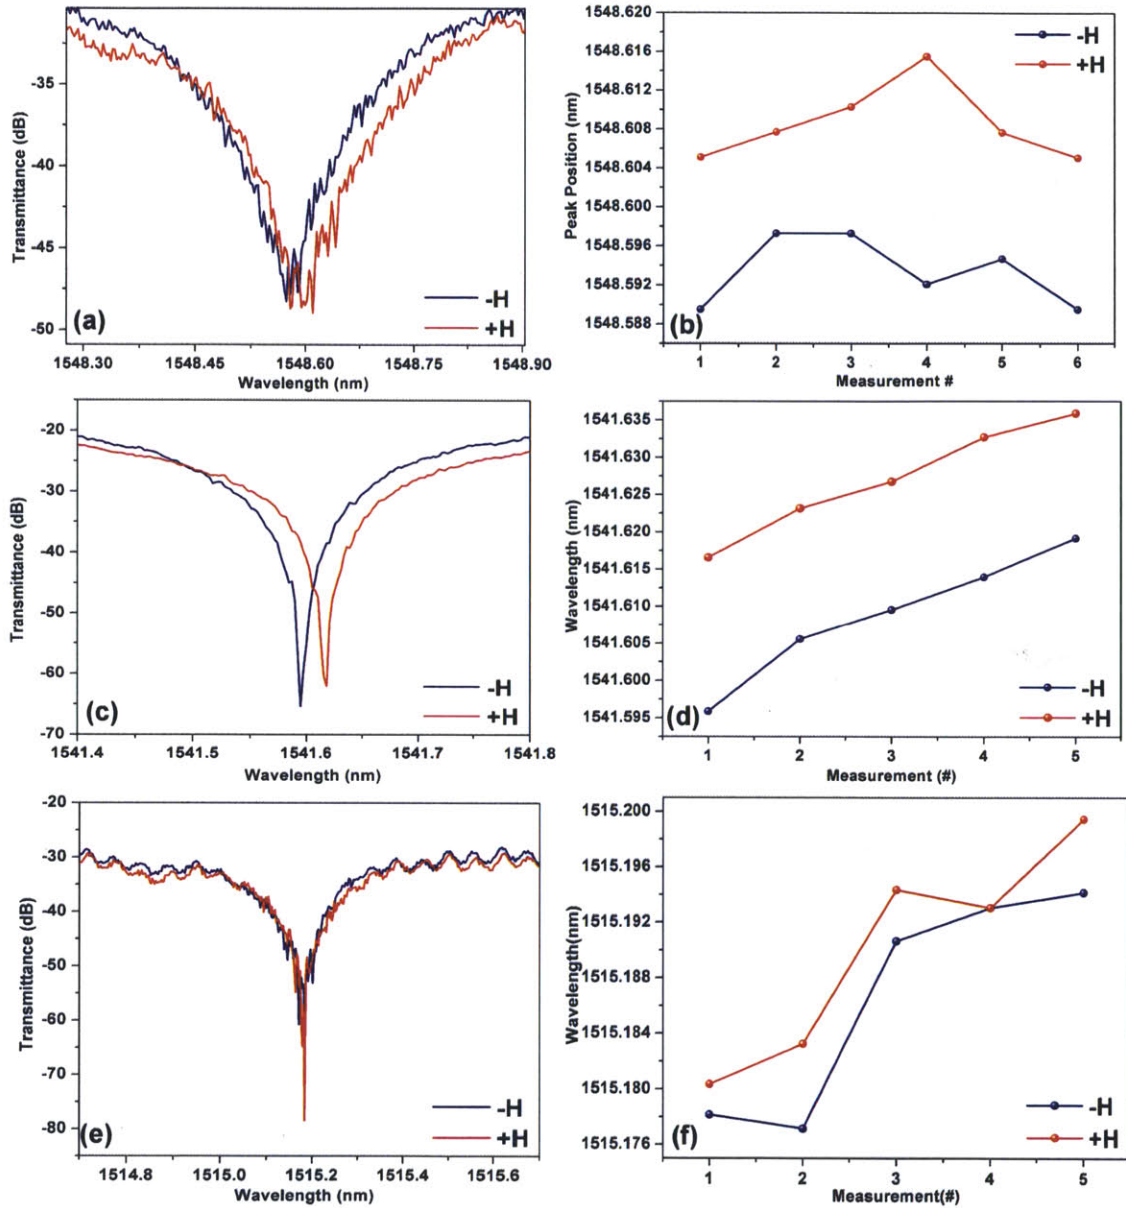 Transmittance (dB)
-35
-40
-45
-50
(a)
-H
+H
1548.30 1548.45 1548.60 1548.75 1548.90
Wavelength (nm)
Peak Position (nm)
1548.620
1548.616
1548.612
1548.608
1548.604
1548.600
1548.596
1548.592
1548.588
-H
+H
(b)
1 2 3 4 5 6
Measurement #
Transmittance (dB)
-20
-30
-40
-50
-60
-70
(c)
-H
+H
1541.4 1541.5 1541.6 1541.7 1541.8
Wavelength (nm)
Wavelength (nm)
1541.635
1541.630
1541.625
1541.620
1541.615
1541.610
1541.605
1541.600
1541.595
(d)
-H
+H
1 2 3 4 5
Measurement (#)
Transmittance (dB)
-20
-30
-40
-50
-60
-70
-80
(e)
-H
+H
1514.8 1515.0 1515.2 1515.4 1515.6
Wavelength (nm)
Wavelength(nm)
1515.200
1515.196
1515.192
1515.188
1515.184
1515.180
1515.176
-H
+H
(f)
1 2 3 4 5
Measurement(#)